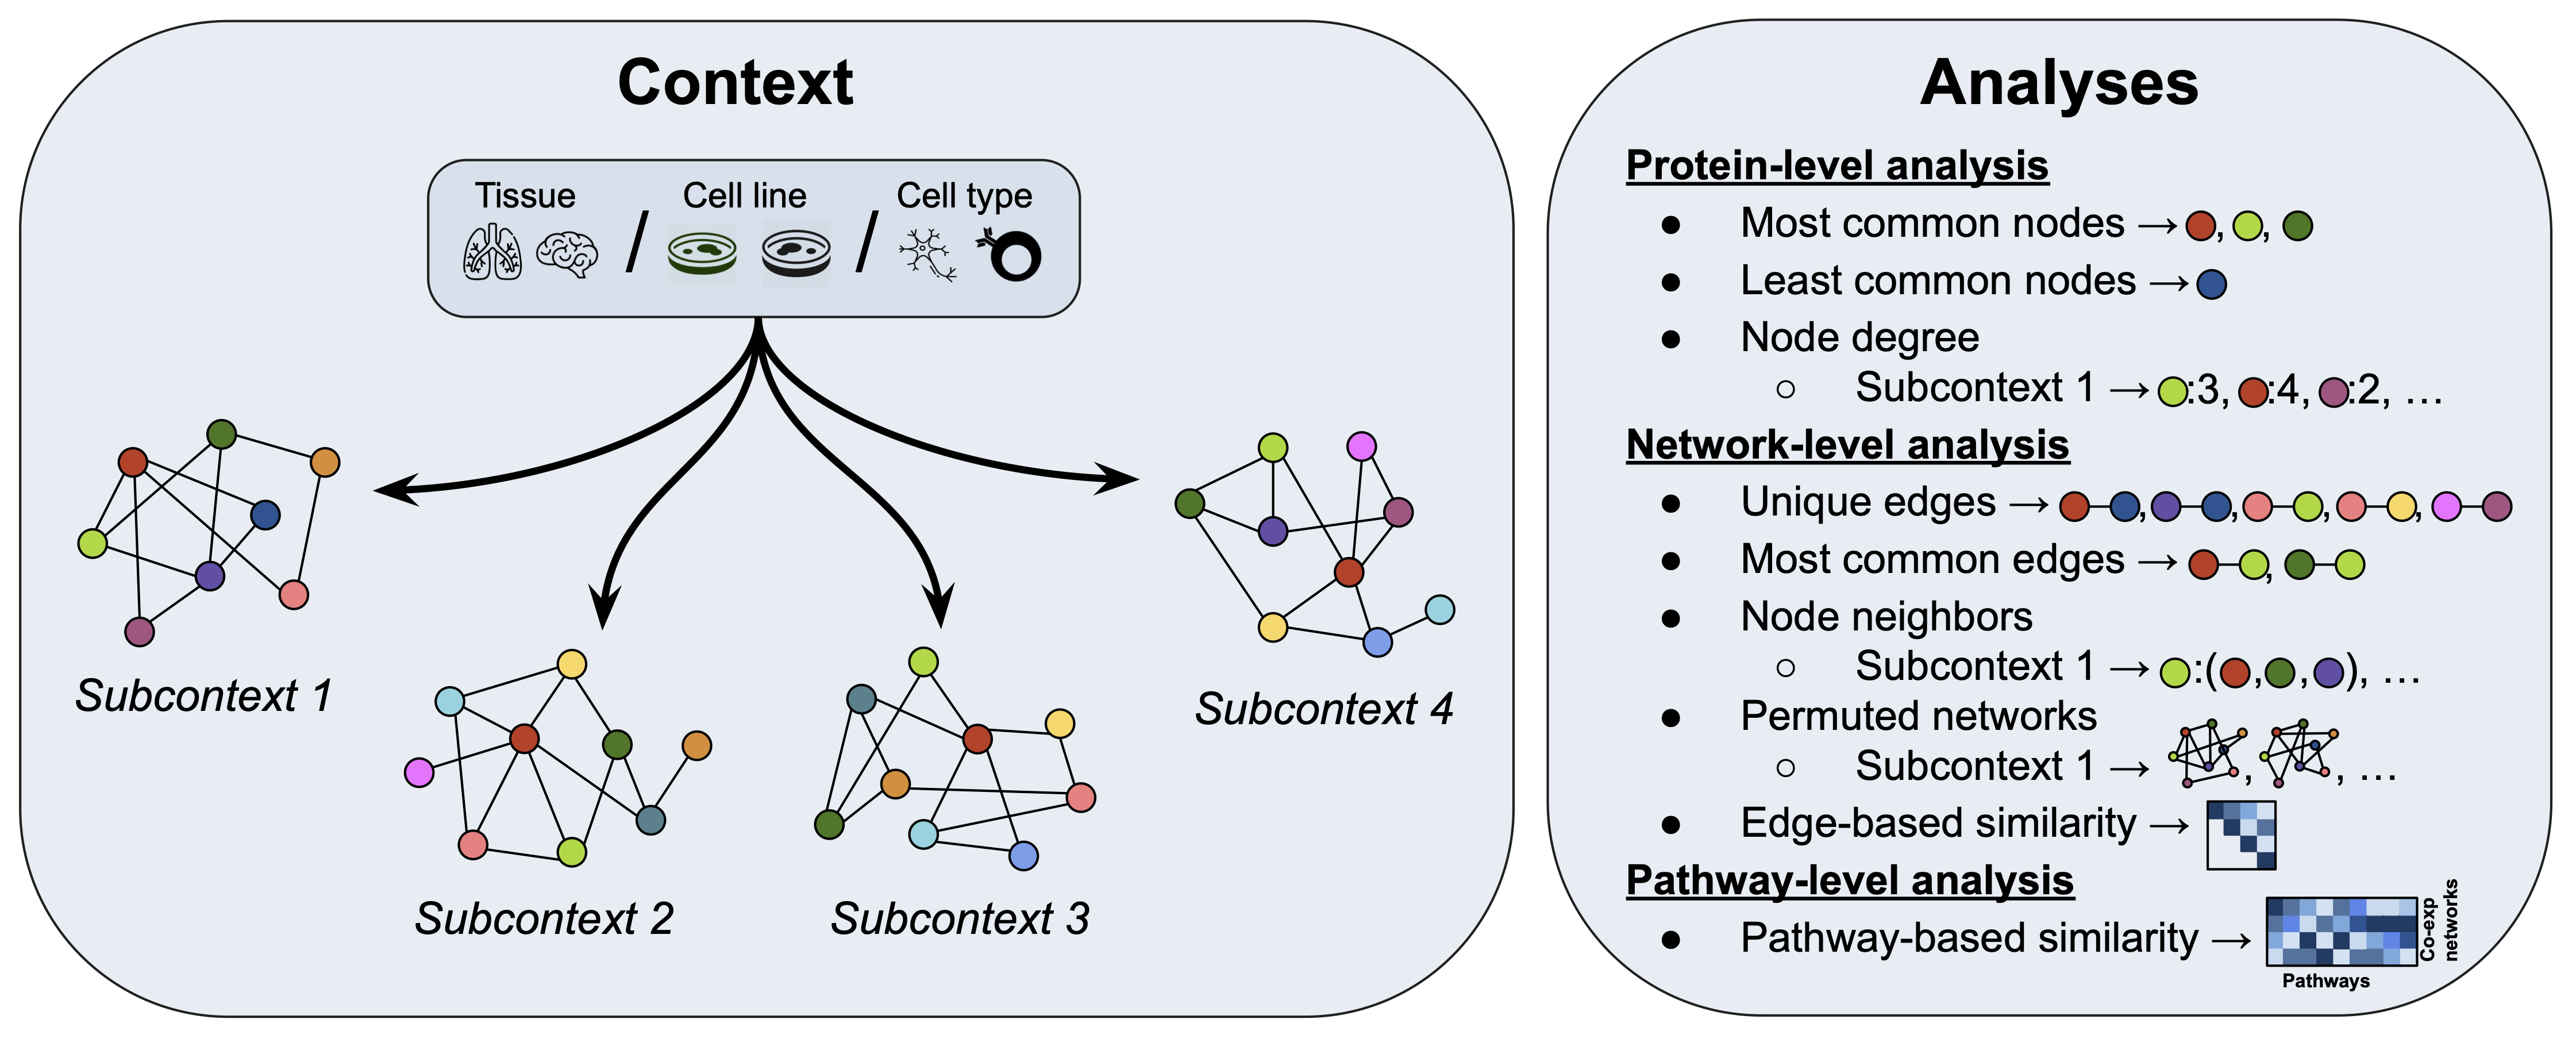 Context
Tissue / Cell line / Cell type
Subcontext 1
Subcontext 2
Subcontext 3
Subcontext 4
Analyses
Protein-level analysis
● Most common nodes → , ,
● Least common nodes →
● Node degree
○ Subcontext 1 → :3, :4, :2, …
Network-level analysis
● Unique edges → , , , ,
● Most common edges → ,
● Node neighbors
○ Subcontext 1 → :( , , ), …
● Permuted networks
○ Subcontext 1 → , , …
● Edge-based similarity →
Pathway-level analysis
● Pathway-based similarity →
Co-exp
networks
Pathways